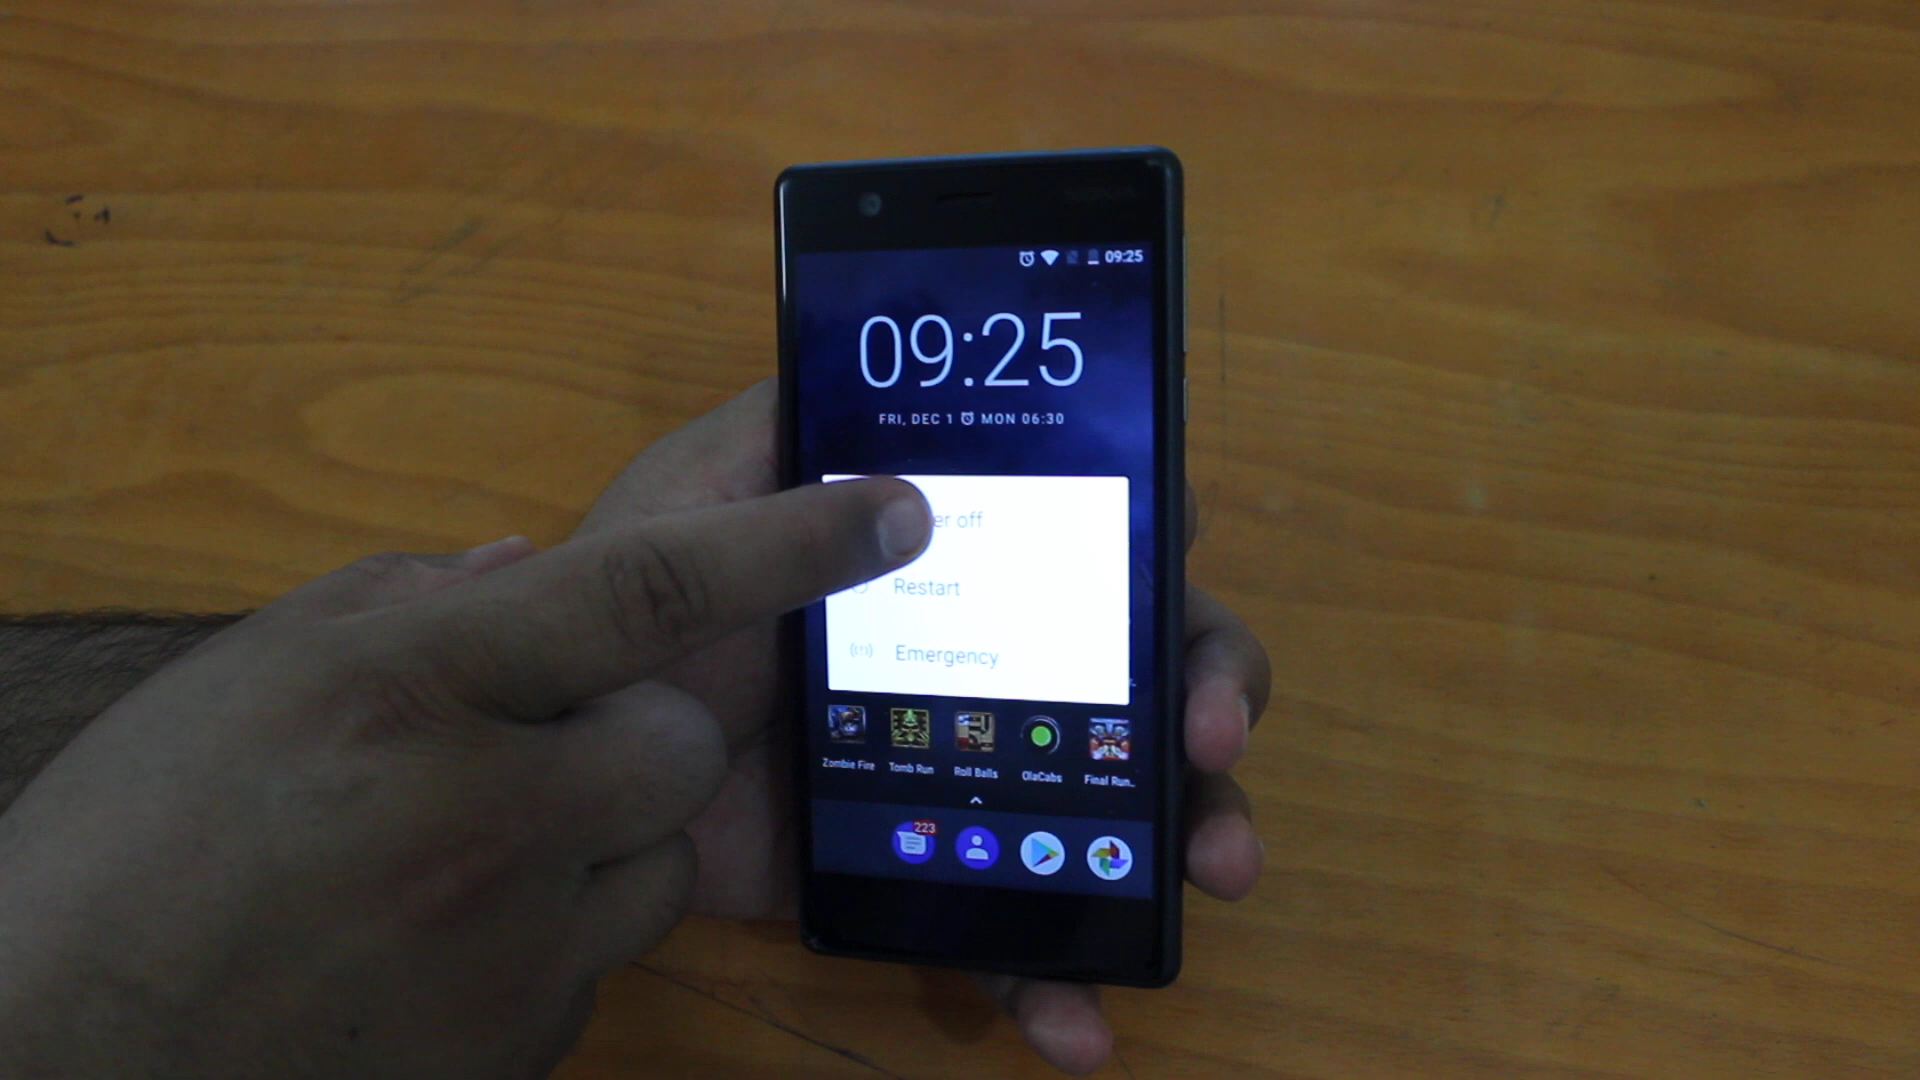 09:25
09:25
FRI, DEC 1 MON 06:30
er off
Restart
Emergency
Zombie Fire Tomb Run Roll Balls OlaCabs Final Run..
223